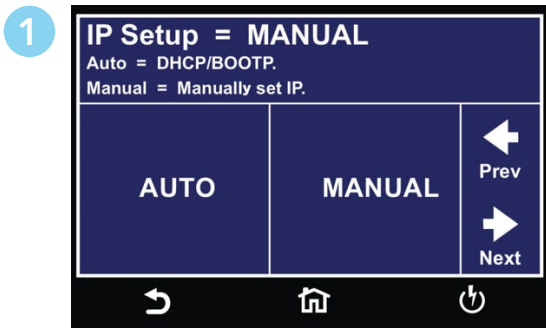 1
IP Setup = MANUAL
Auto = DHCP/BOOTP.
Manual = Manually set IP.
AUTO
MANUAL
Prev
Next